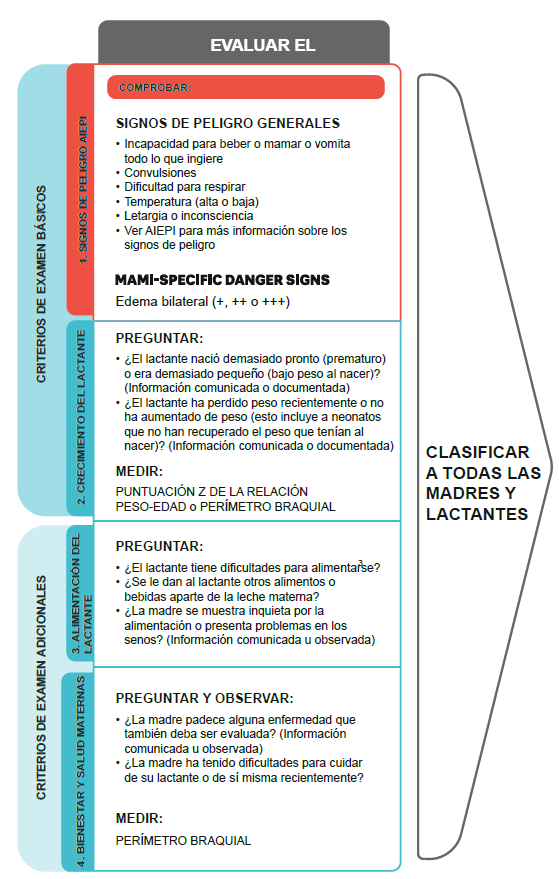 EVALUAR EL
CRITERIOS DE EXAMEN BÁSICOS
1. SIGNOS DE PELIGRO AIEPI
COMPROBAR:
SIGNOS DE PELIGRO GENERALES
• Incapacidad para beber o mamar o vomita
todo lo que ingiere
• Convulsiones
• Dificultad para respirar
• Temperatura (alta o baja)
• Letargia o inconsciencia
• Ver AIEPI para más información sobre los
signos de peligro
MAMI-SPECIFIC DANGER SIGNS
Edema bilateral (+, ++ o +++)
2. CRECIMIENTO DEL LACTANTE
PREGUNTAR:
• ¿El lactante nació demasiado pronto (prematuro)
o era demasiado pequeño (bajo peso al nacer)?
(Información comunicada o documentada)
• ¿El lactante ha perdido peso recientemente o no
ha aumentado de peso (esto incluye a neonatos
que no han recuperado el peso que tenían al
nacer)? (Información comunicada o documentada)
MEDIR:
PUNTUACIÓN Z DE LA RELACIÓN
PESO-EDAD o PERÍMETRO BRAQUIAL
CRITERIOS DE EXAMEN ADICIONALES
3. ALIMENTACIÓN DEL
LACTANTE
PREGUNTAR:
• ¿El lactante tiene dificultades para alimentarse?
3
• ¿Se le dan al lactante otros alimentos o
bebidas aparte de la leche materna?
• ¿La madre se muestra inquieta por la
alimentación o presenta problemas en los
senos? (Información comunicada u observada)
4. BIENESTAR Y SALUD MATERNAS
PREGUNTAR Y OBSERVAR:
• ¿La madre padece alguna enfermedad que
también deba ser evaluada? (Información
comunicada u observada)
• ¿La madre ha tenido dificultades para cuidar
de su lactante o de sí misma recientemente?
MEDIR:
PERÍMETRO BRAQUIAL
CLASIFICAR
A TODAS LAS
MADRES Y
LACTANTES